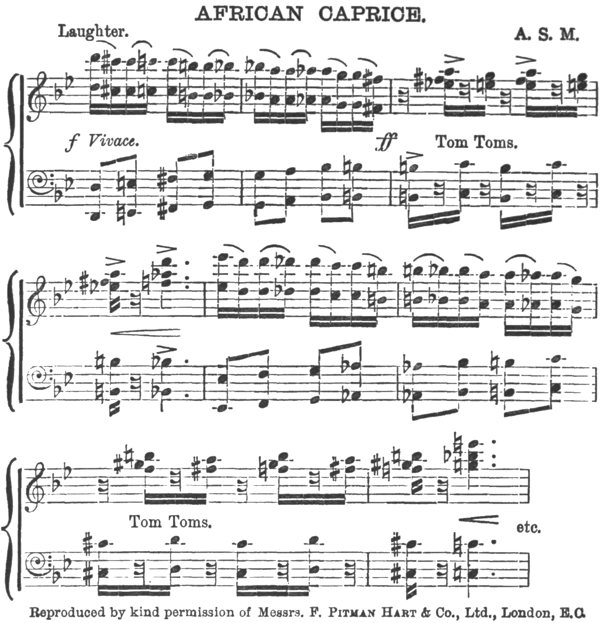 AFRICAN CAPRICE.
Laughter.
A. S. M.
f Vivace.
ff
Tom Toms.
Tom Toms.
etc.
Reproduced by kind permission of Messrs. F. PITMAN HART & Co., Ltd., London, E.C.